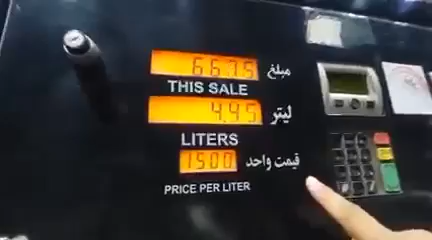 6675 مبلغ
THIS SALE
4.45 لیتر
LITERS
1500 قیمت واحد
PRICE PER LITER